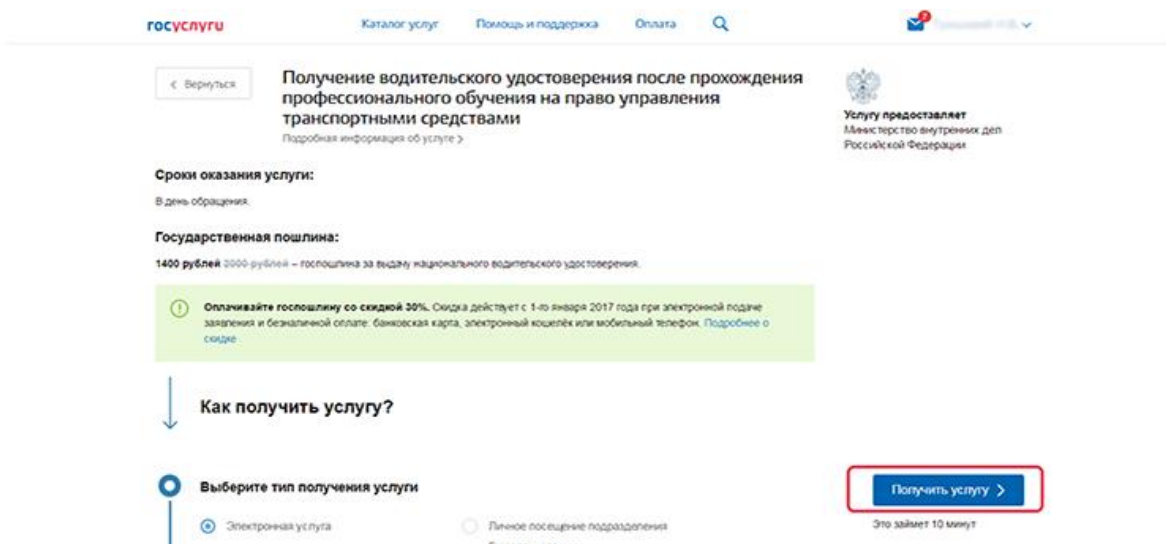 госуслуги Каталог услуг Помощь и поддержка Оплата
7
Вернуться
Получение водительского удостоверения после прохождения
профессионального обучения на право управления
транспортными средствами
Подробная информация об услуге >
Услугу предоставляет
Министерство внутренних дел
Российской Федерации
Сроки оказания услуги:
В день обращения.
Государственная пошлина:
1400 рублей 2000 рублей – госпошлина за выдачу национального водительского удостоверения.
Оплачивайте госпошлину со скидкой 30%. Скидка действует с 1-го января 2017 года при электронной подаче
заявления и безналичной оплате: банковская карта, электронный кошелёк или мобильный телефон. Подробнее о
скидке
Как получить услугу?
Выберите тип получения услуги
Получить услугу >
Электронная услуга
Личное посещение подразделения
Это займет 10 минут